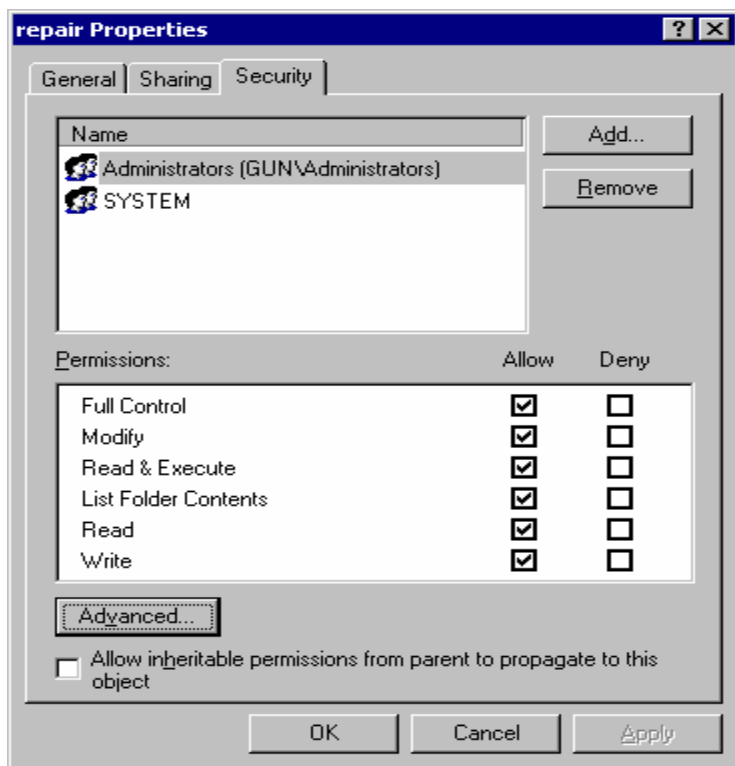 repair Properties
General Sharing Security
Name
Administrators (GUN\Administrators)
SYSTEM
Add...
Remove
Permissions: Allow Deny
Full Control
Modify
Read & Execute
List Folder Contents
Read
Write
Advanced...
Allow inheritable permissions from parent to propagate to this
object
OK Cancel Apply